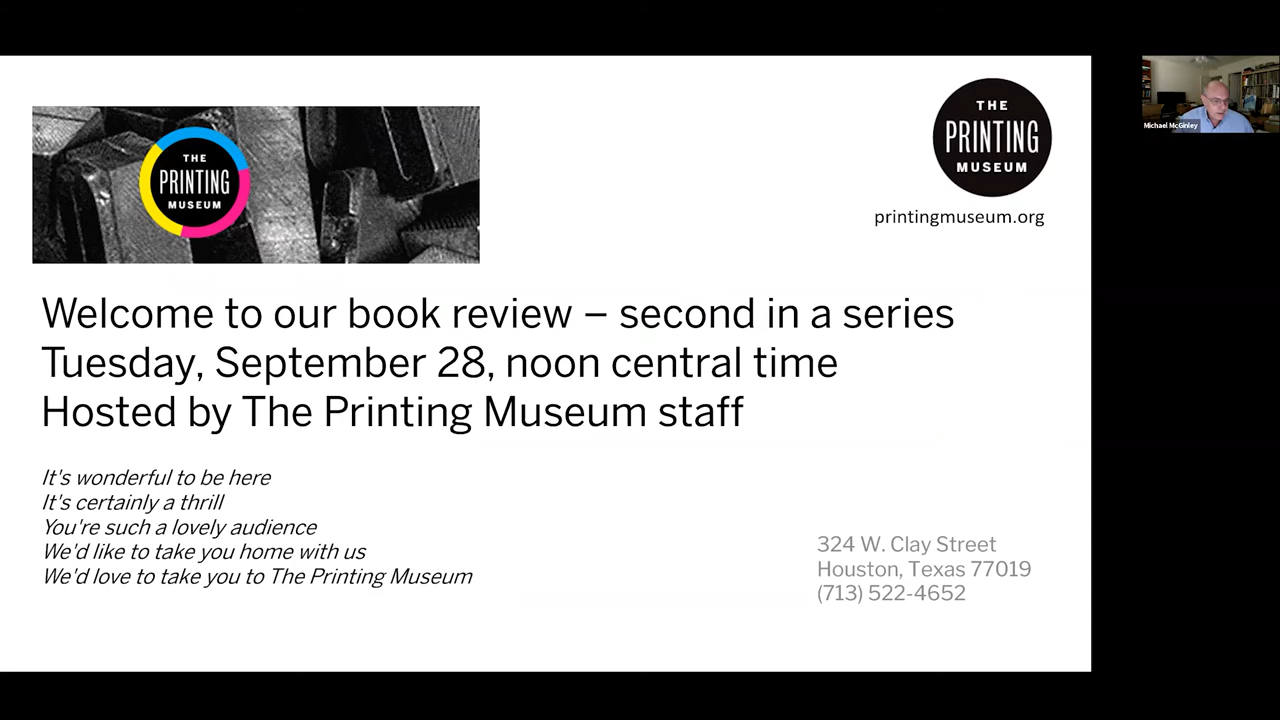 THE
PRINTING
MUSEUM
THE
PRINTING
MUSEUM
printingmuseum.org
Michael McGinley
Welcome to our book review – second in a series
Tuesday, September 28, noon central time
Hosted by The Printing Museum staff
It's wonderful to be here
It's certainly a thrill
You're such a lovely audience
We'd like to take you home with us
We'd love to take you to The Printing Museum
324 W. Clay Street
Houston, Texas 77019
(713) 522-4652